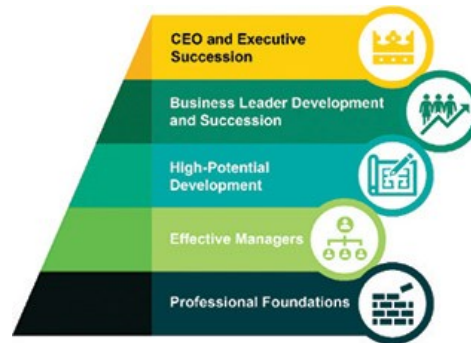 CEO and Executive
Succession
Business Leader Development
and Succession
High-Potential
Development
Effective Managers
Professional Foundations